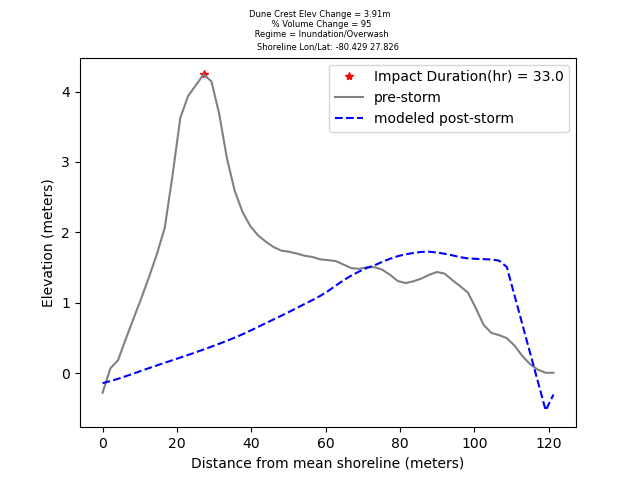 Dune Crest Elev Change = 3.91m
% Volume Change = 95
Regime = Inundation/Overwash
Shoreline Lon/Lat: -80.429 27.826
Impact Duration(hr) = 33.0
pre-storm
modeled post-storm
Elevation (meters)
4
3
2
1
0
0 20 40 60 80 100 120
Distance from mean shoreline (meters)